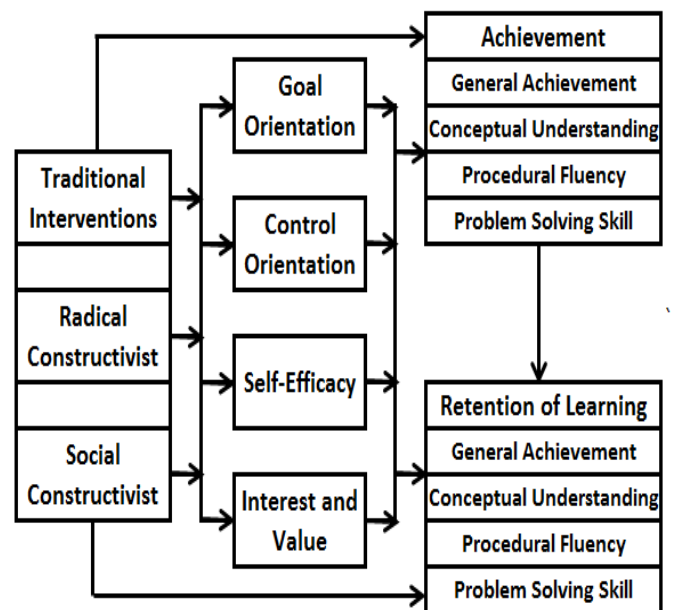 Traditional
Interventions
Radical
Constructivist
Social
Constructivist
Goal
Orientation
Control
Orientation
Self-Efficacy
Interest and
Value
Achievement
General Achievement
Conceptual Understanding
Procedural Fluency
Problem Solving Skill
Retention of Learning
General Achievement
Conceptual Understanding
Procedural Fluency
Problem Solving Skill